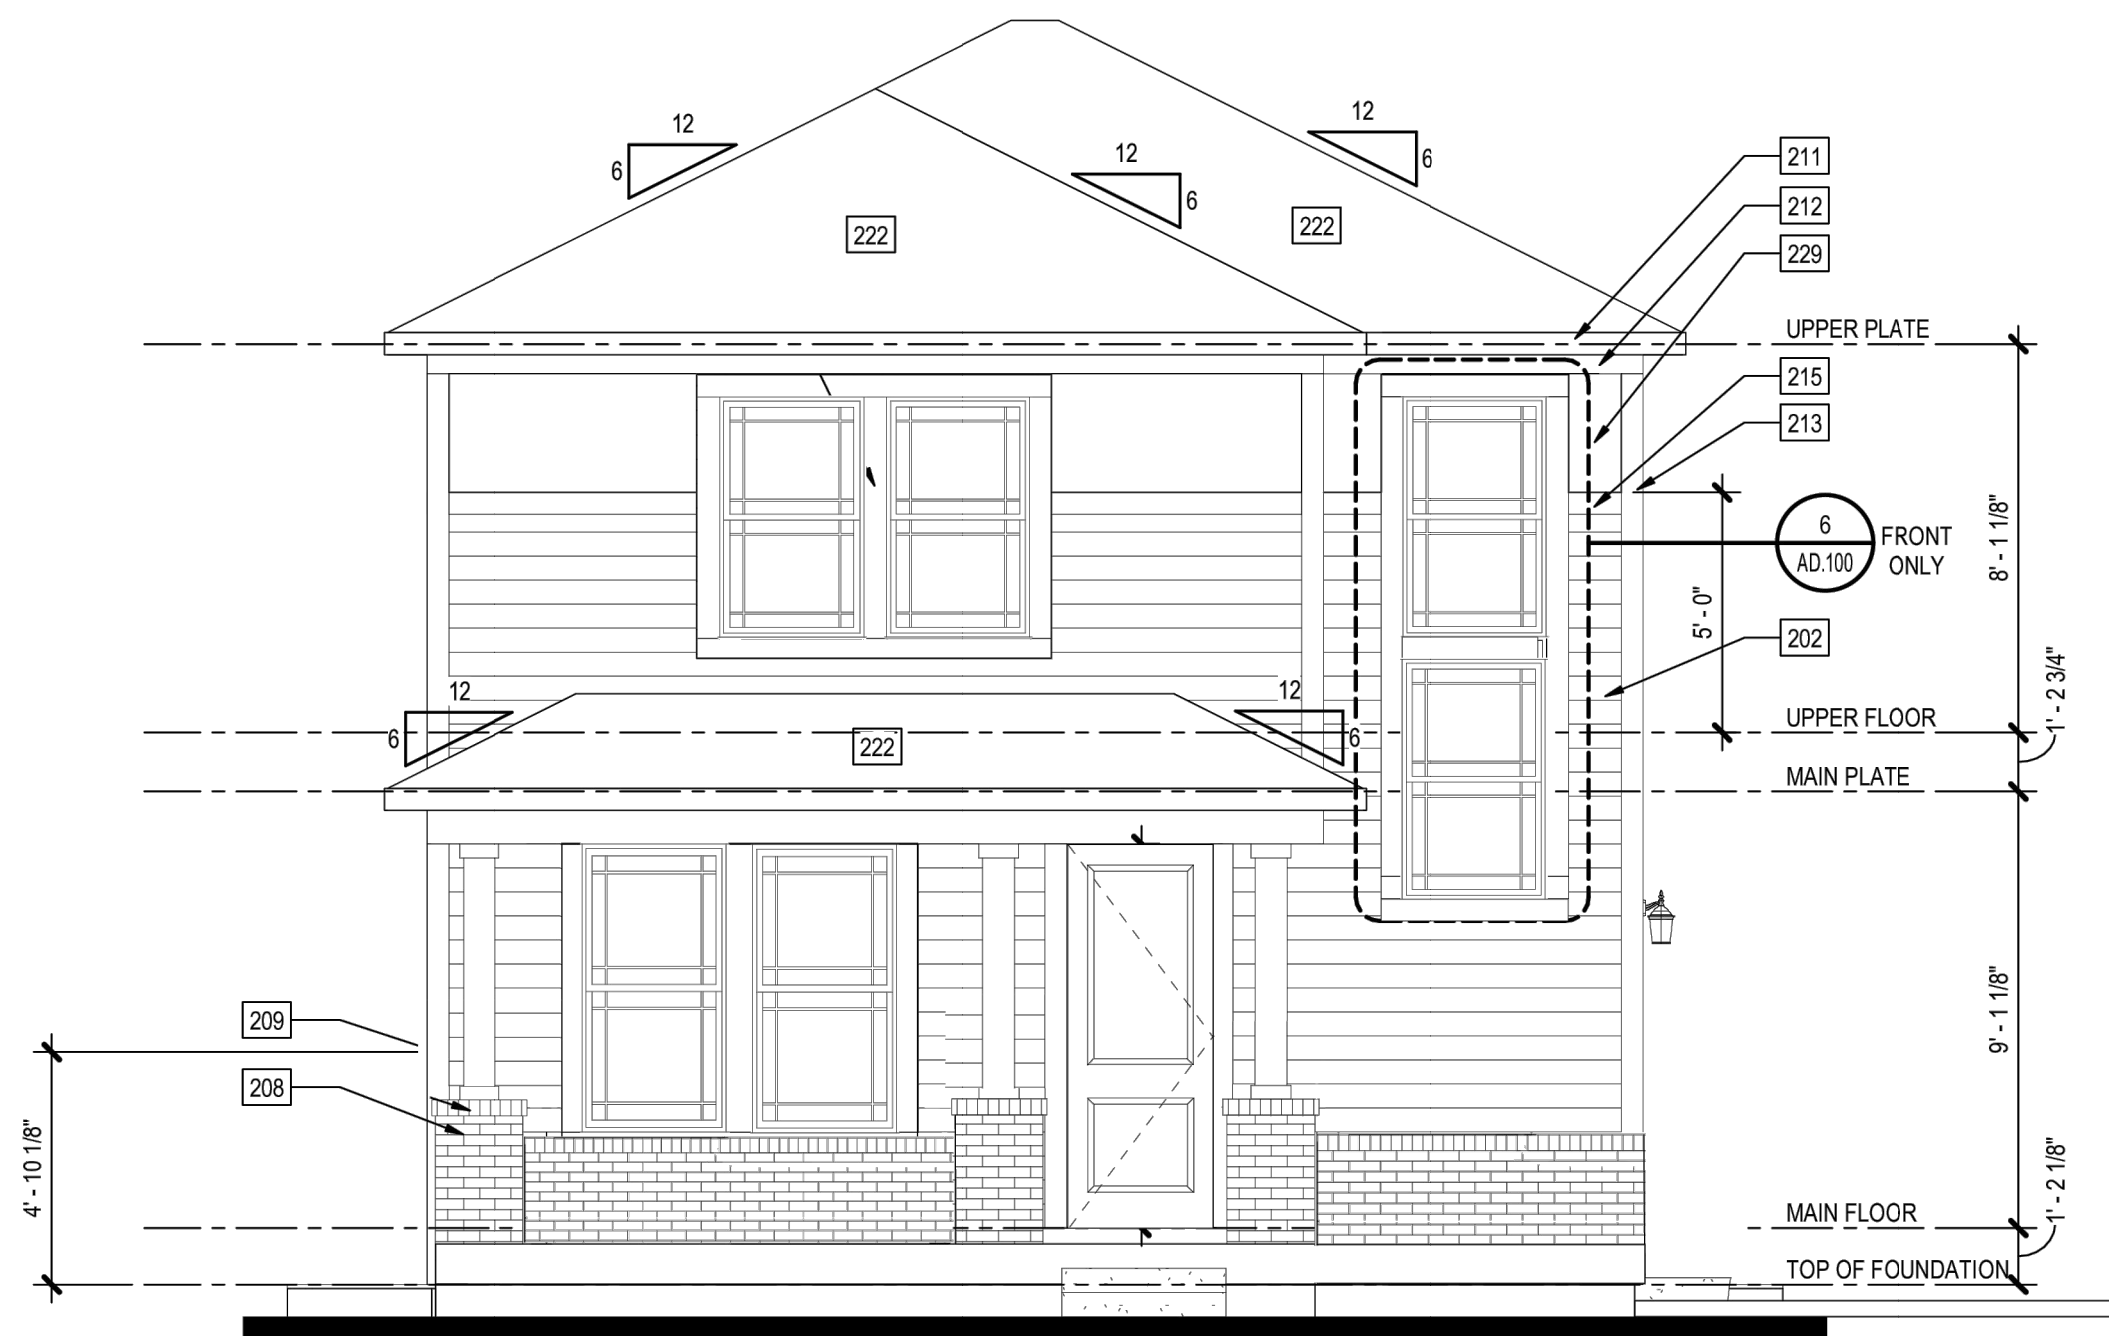 12
6
12
6
12
6
222
222
211
212
229
UPPER PLATE
215
213
6
AD.100
FRONT
ONLY
8' - 1 1/8"
5' - 0"
202
1' - 2 3/4"
12
6
222
12
6
UPPER FLOOR
MAIN PLATE
209
208
4' - 10 1/8"
9' - 1 1/8"
MAIN FLOOR
1' - 2 1/8"
TOP OF FOUNDATION